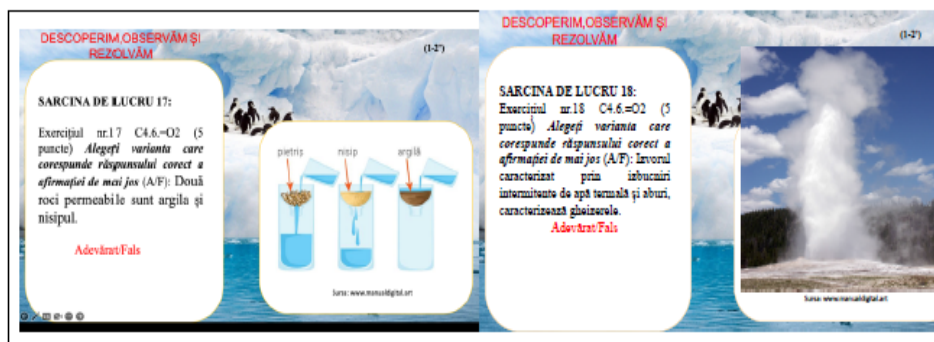 DESCOPERIM,OBSERVĂM ȘI
REZOLVĂM
(1-2')
SARCINA DE LUCRU 17:
Exercițiul nr.17 C4.6.=O2 (5
puncte) Alegeți varianta care
corespunde răspunsului corect a
afirmației de mai jos (A/F): Două
roci permeabile sunt argila și
nisipul.
Adevărat/Fals
pietriș nisip argilă
Sursa: www.manualdigital.art
DESCOPERIM,OBSERVĂM ȘI
REZOLVĂM
(1-2')
SARCINA DE LUCRU 18:
Exercițiul nr.18 C4.6.=O2 (5
puncte) Alegeți varianta care
corespunde răspunsului corect a
afirmației de mai jos (A/F): Izvorul
caracterizat prin izbucniri
intermitente de apă termală și aburi,
caracterizează gheizerele.
Adevărat/Fals
Sursa: www.manualdigital.art